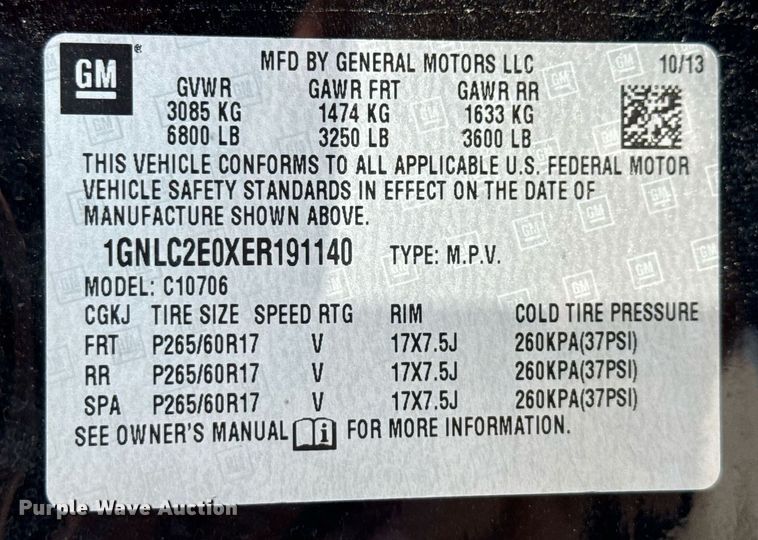 GM
MFD BY GENERAL MOTORS LLC 10/13
GVWR GAWR FRT GAWR RR
3085 KG 1474 KG 1633 KG
6800 LB 3250 LB 3600 LB
THIS VEHICLE CONFORMS TO ALL APPLICABLE U.S. FEDERAL MOTOR
VEHICLE SAFETY STANDARDS IN EFFECT ON THE DATE OF
MANUFACTURE SHOWN ABOVE.
1GNLC2E0XER191140 TYPE: M.P.V.
MODEL: C10706
CGKJ TIRE SIZE SPEED RTG RIM COLD TIRE PRESSURE
FRT P265/60R17 V 17X7.5J 260KPA(37PSI)
RR P265/60R17 V 17X7.5J 260KPA(37PSI)
SPA P265/60R17 V 17X7.5J 260KPA(37PSI)
SEE OWNER'S MANUAL i FOR MORE INFORMATION.
Purple Wave Auction